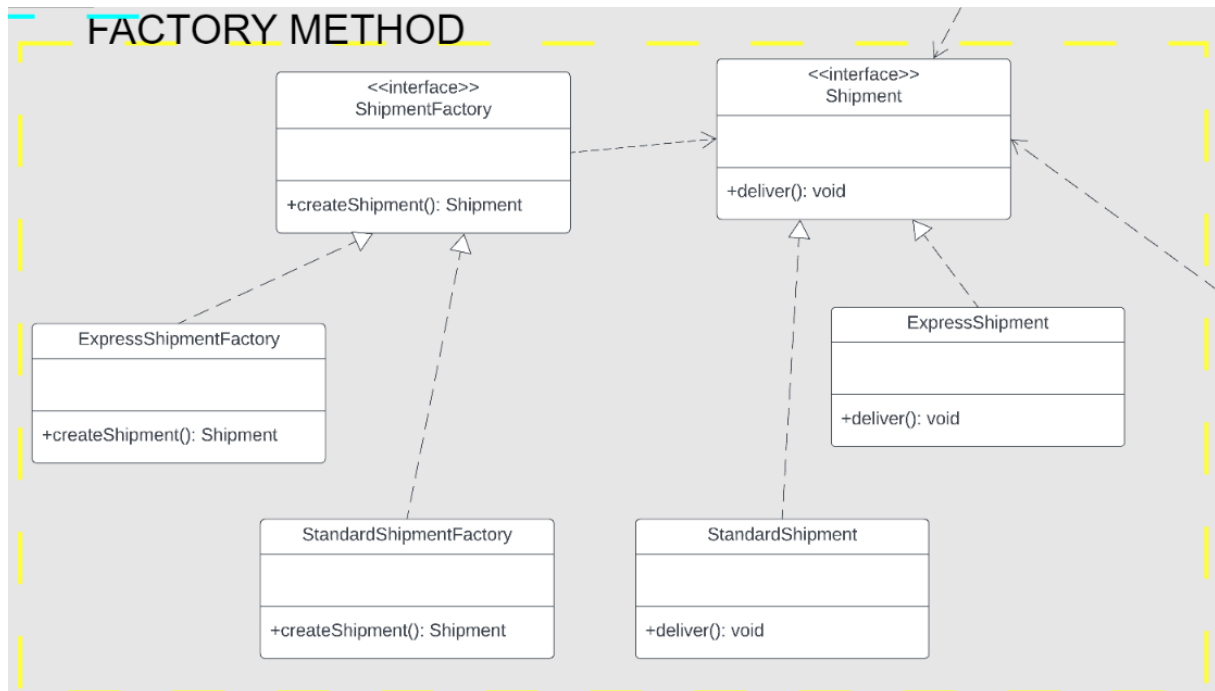 FACTORY METHOD
<<interface>>
ShipmentFactory
+createShipment(): Shipment
<<interface>>
Shipment
+deliver(): void
ExpressShipmentFactory
+createShipment(): Shipment
ExpressShipment
+deliver(): void
StandardShipmentFactory
+createShipment(): Shipment
StandardShipment
+deliver(): void